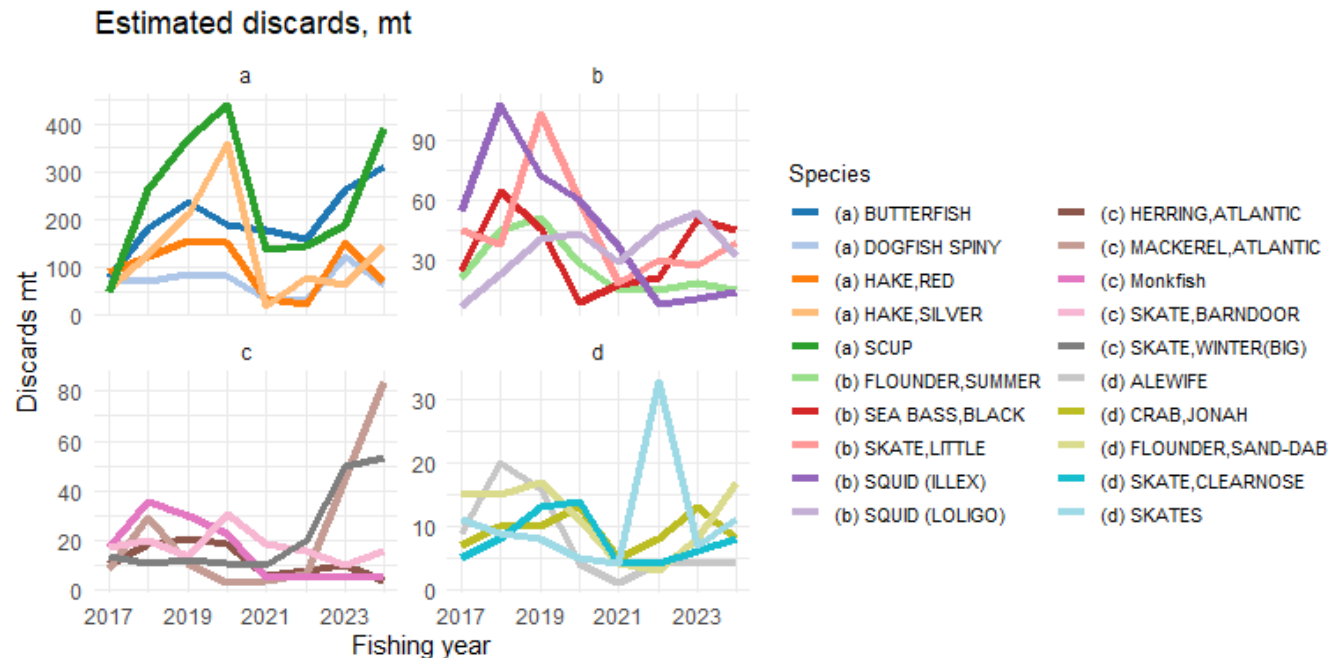 Estimated discards, mt
a
b
400
300
200
100
0
90
60
30
c
d
80
60
40
20
0
30
20
10
0
2017 2019 2021 2023
2017 2019 2021 2023
Fishing year
Discards mt
Species
(a) BUTTERFISH
(a) DOGFISH SPINY
(a) HAKE,RED
(a) HAKE,SILVER
(a) SCUP
(b) FLOUNDER,SUMMER
(b) SEA BASS,BLACK
(b) SKATE,LITTLE
(b) SQUID (ILLEX)
(b) SQUID (LOLIGO)
(c) HERRING,ATLANTIC
(c) MACKEREL,ATLANTIC
(c) Monkfish
(c) SKATE,BARNDOOR
(c) SKATE,WINTER(BIG)
(d) ALEWIFE
(d) CRAB,JONAH
(d) FLOUNDER,SAND-DAB
(d) SKATE,CLEARNOSE
(d) SKATES